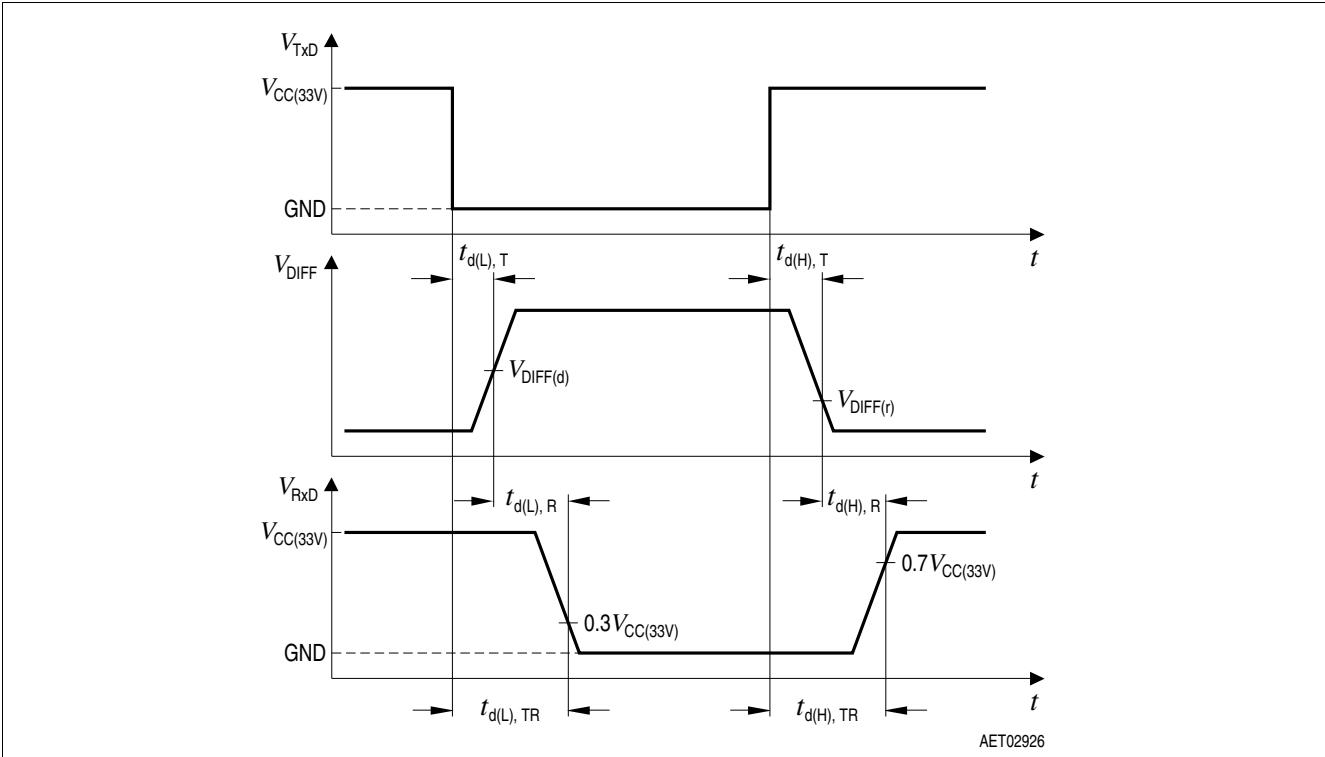 V_TxD
V_CC(33V)
GND
t
t_d(L), T
t_d(H), T
V_DIFF
V_DIFF(d)
V_DIFF(r)
t
V_RxD
t_d(L), R
t_d(H), R
V_CC(33V)
0.7V_CC(33V)
0.3V_CC(33V)
GND
t
t_d(L), TR
t_d(H), TR
AET02926